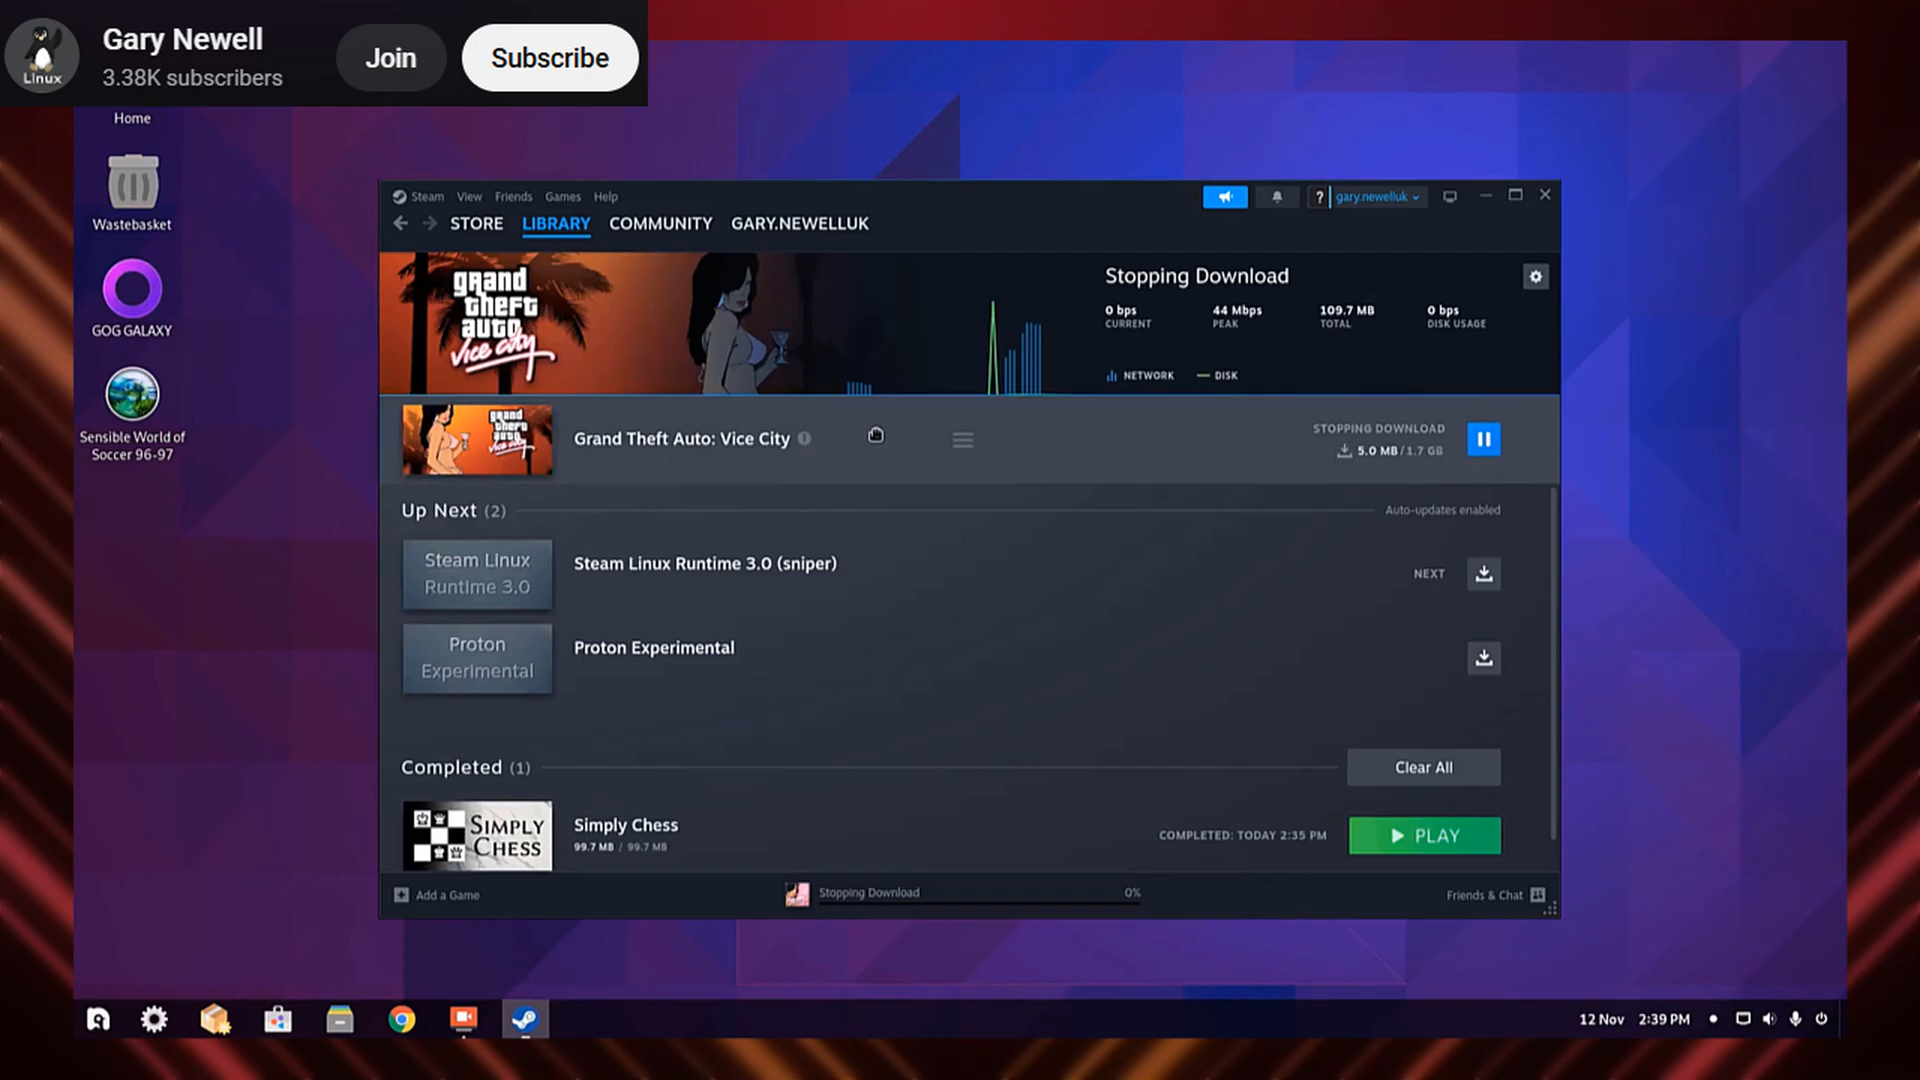 Gary Newell
3.38K subscribers
Join
Subscribe
Linux
Home
Wastebasket
GOG GALAXY
Sensible World of
Soccer 96-97
Steam View Friends Games Help
? gary.newelluk
STORE LIBRARY COMMUNITY GARY.NEWELLUK
grand
theft
auto
vice city
Stopping Download
0 bps 44 Mbps 109.7 MB 0 bps
CURRENT PEAK TOTAL DISK USAGE
NETWORK DISK
grand
theft
auto
vice city
Grand Theft Auto: Vice City
STOPPING DOWNLOAD
5.0 MB / 1.7 GB
Up Next (2)
Auto-updates enabled
Steam Linux
Runtime 3.0
Steam Linux Runtime 3.0 (sniper)
NEXT
Proton
Experimental
Proton Experimental
Completed (1)
Clear All
SIMPLY
CHESS
Simply Chess
99.7 MB / 99.7 MB
COMPLETED: TODAY 2:35 PM
PLAY
Add a Game
Stopping Download 0%
Friends & Chat
12 Nov 2:39 PM